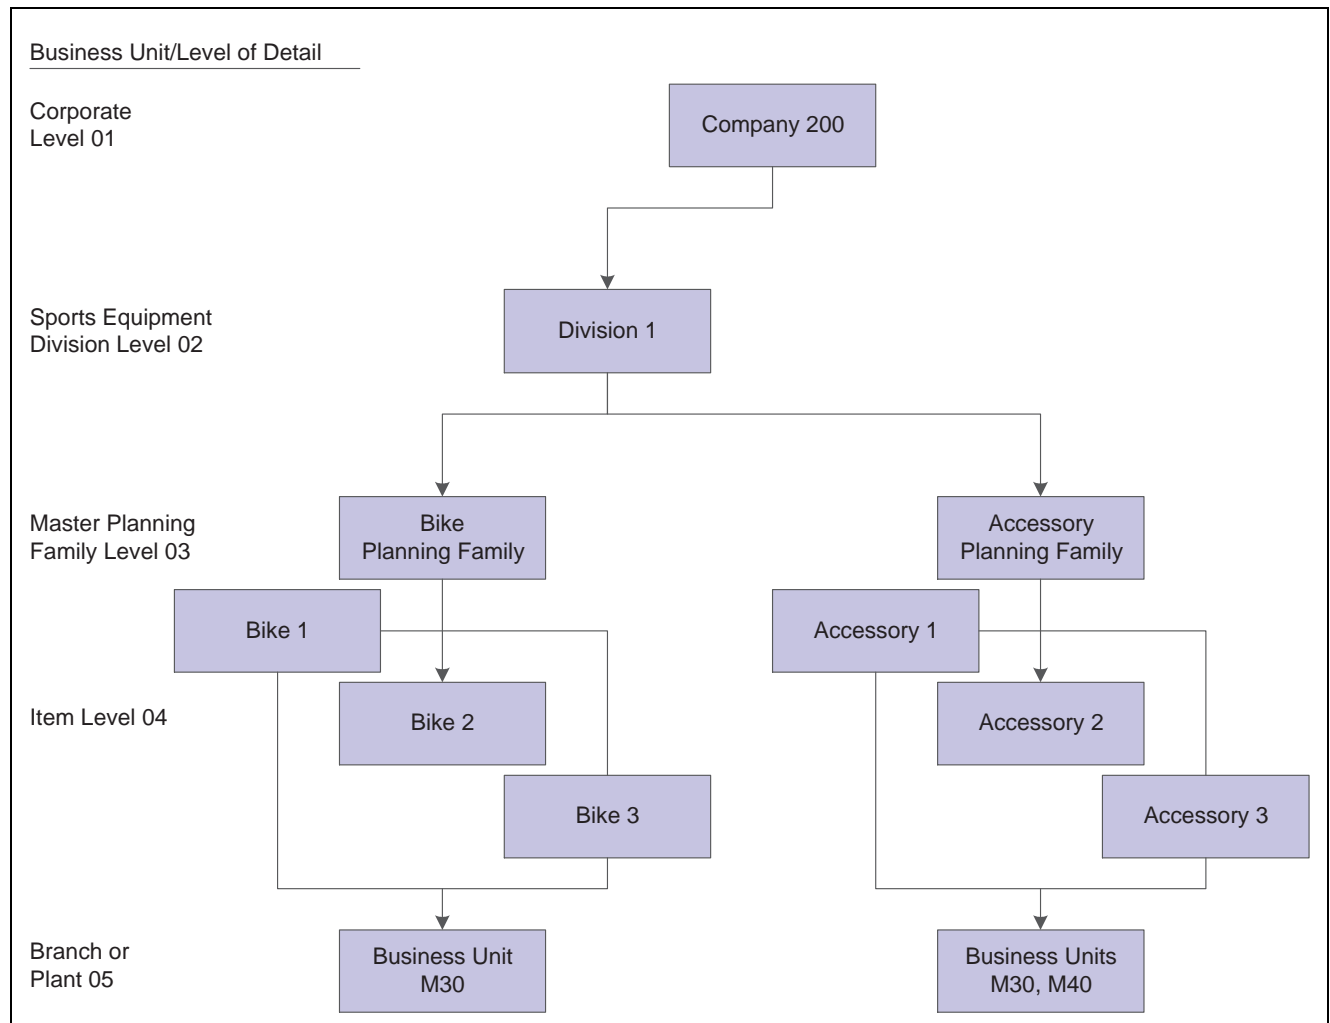 Business Unit/Level of Detail
Corporate
Level 01
Company 200
Sports Equipment
Division Level 02
Division 1
Master Planning
Family Level 03
Bike
Planning Family
Accessory
Planning Family
Bike 1
Accessory 1
Item Level 04
Bike 2
Accessory 2
Bike 3
Accessory 3
Branch or
Plant 05
Business Unit
M30
Business Units
M30, M40